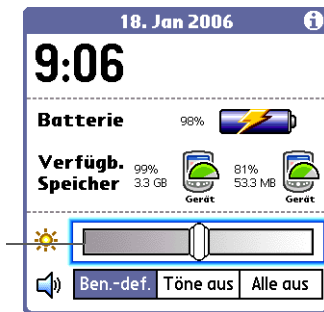 18. Jan 2006 i
9:06
Batterie 98%
Verfügb. 99% 81%
Speicher 3.3 GB 53.3 MB
Gerät Gerät
Ben.-def. Töne aus Alle aus